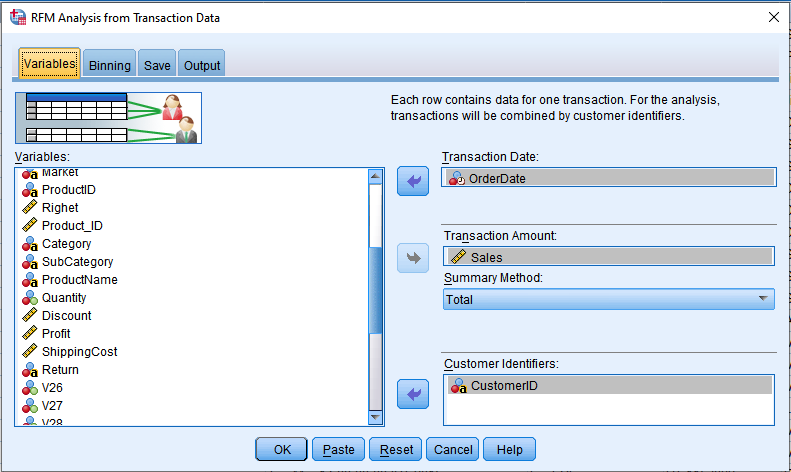 RFM Analysis from Transaction Data
Variables
Binning
Save
Output
Each row contains data for one transaction. For the analysis,
transactions will be combined by customer identifiers.
Variables:
Market
ProductID
Righet
Product_ID
Category
SubCategory
ProductName
Quantity
Discount
Profit
ShippingCost
Return
V26
V27
V28
Transaction Date:
OrderDate
Transaction Amount:
Sales
Summary Method:
Total
Customer Identifiers:
CustomerID
OK
Paste
Reset
Cancel
Help